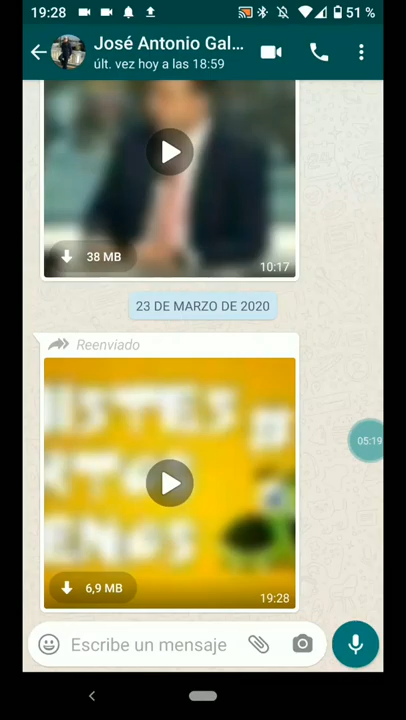 19:28
51 %
José Antonio Gal...
últ. vez hoy a las 18:59
38 MB
10:17
23 DE MARZO DE 2020
Reenviado
05:19
6,9 MB
19:28
Escribe un mensaje